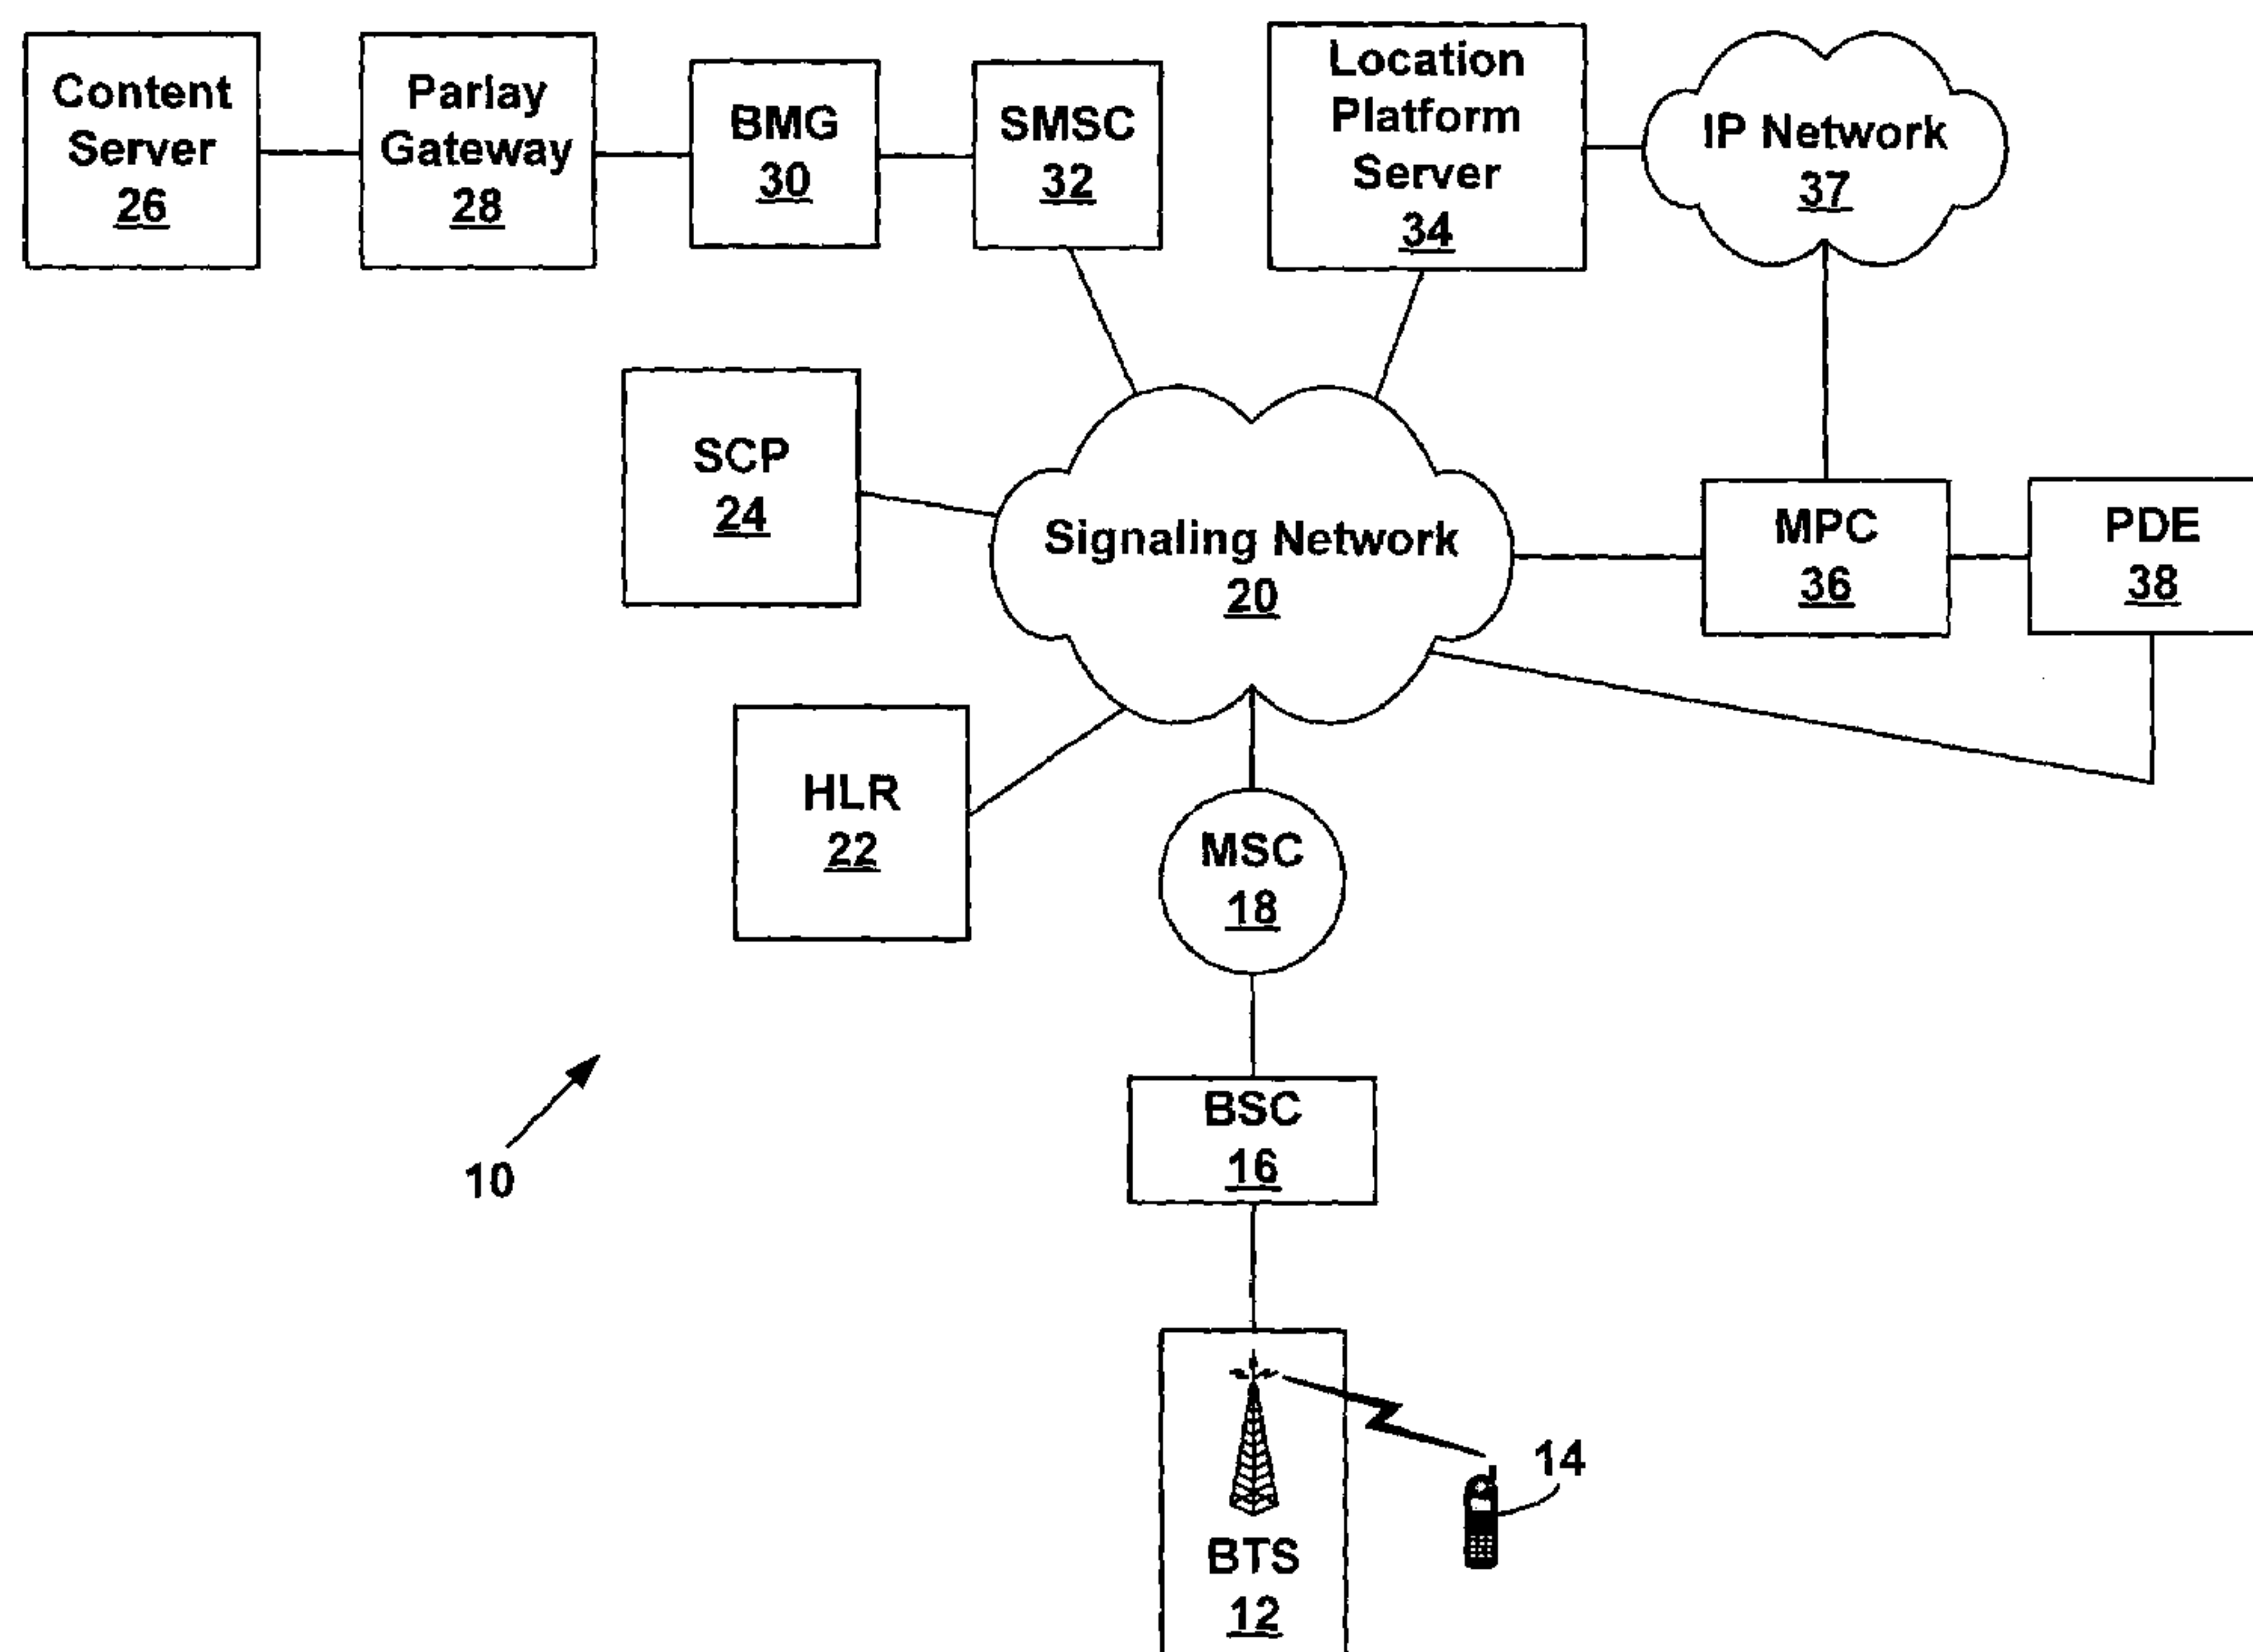 Content
Server
26
Parlay
Gateway
28
BMG
30
SMSC
32
Location
Platform
Server
34
IP Network
37
SCP
24
Signaling Network
20
MPC
36
PDE
38
HLR
22
MSC
18
BSC
16
10
14
BTS
12